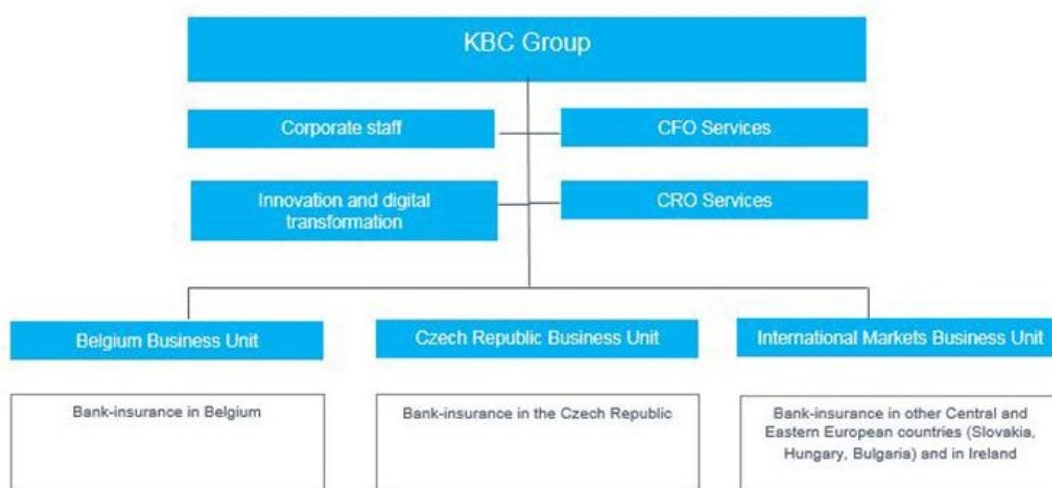 KBC Group
Corporate staff
CFO Services
Innovation and digital
transformation
CRO Services
Belgium Business Unit
Czech Republic Business Unit
International Markets Business Unit
Bank-insurance in Belgium
Bank-insurance in the Czech Republic
Bank-insurance in other Central and
Eastern European countries (Slovakia,
Hungary, Bulgaria) and in Ireland